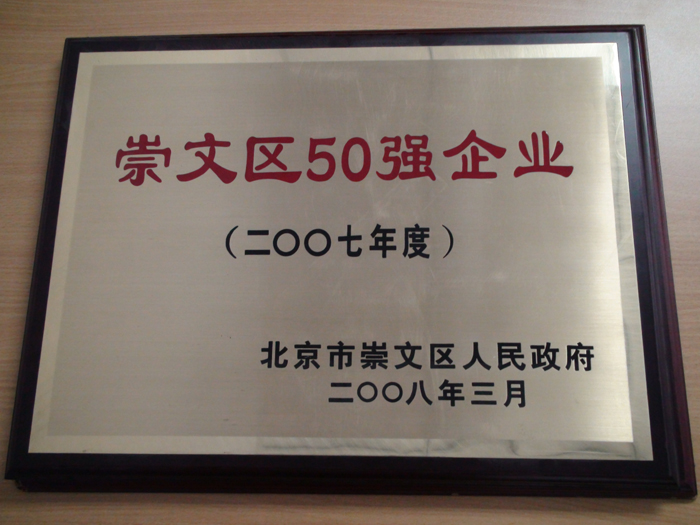 崇文区50强企业
（二〇〇七年度）
北京市崇文区人民政府
二〇〇八年三月